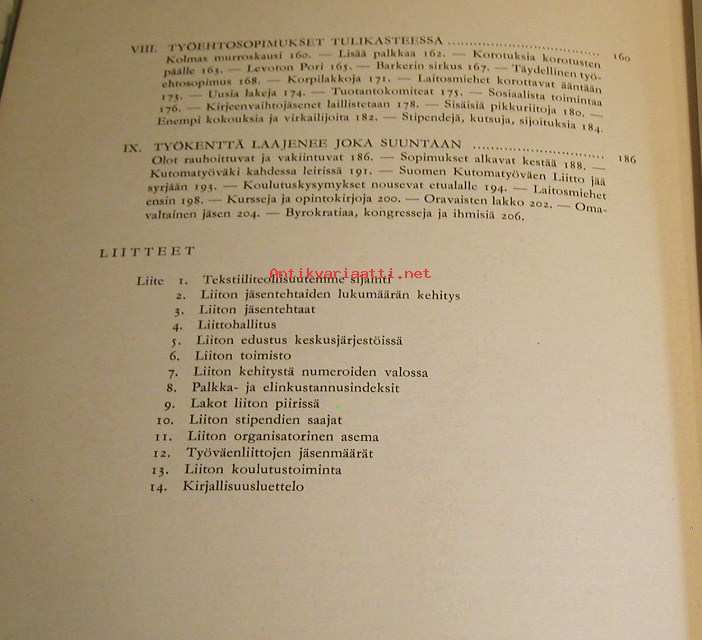 VIII. TYÖEHTOSOPIMUKSET TULIKASTEESSA .......................... 160
Kolmas murroskausi 160. — Lisää palkkaa 162. — Korotuksia korotusten
päälle 163. — Levoton Pori 165. — Barkerin sirkus 167. — Täydellinen työ-
ehtosopimus 168. — Korpilakkoja 171. — Laitosmiehet korottavat ääntään
173. — Uusia lakeja 174. — Tuotantokomiteat 175. — Sosiaalista toimintaa
176. — Kirjeenvaihtojäsenet laillistetaan 178. — Sisäisiä pikkuriitoja 180. —
Enempi kokouksia ja virkailijoita 182. — Stipendejä, kutsuja, sijoituksia 184.
IX. TYÖKENTTÄ LAAJENEE JOKA SUUNTAAN .......................... 186
Olot rauhoittuvat ja vakiintuvat 186. — Sopimukset alkavat kestää 188. —
Kutomatyöväki kahdessa leirissä 191. — Suomen Kutomatyöväen Liitto jää
syrjään 193. — Koulutuskysymykset nousevat etualalle 194. — Laitosmiehet
ensin 198. — Kursseja ja opintokirjoja 200. — Oravaisten lakko 202. — Oma-
valtainen jäsen 204. — Byrokratiaa, kongresseja ja ihmisiä 206.
LIITTEET
Antikvariaatti.net
Liite 1. Tekstiiliteollisuutemme sijainti
2. Liiton jäsentehtaiden lukumäärän kehitys
3. Liiton jäsentehtaat
4. Liittohallitus
5. Liiton edustus keskusjärjestöissä
6. Liiton toimisto
7. Liiton kehitystä numeroiden valossa
8. Palkka- ja elinkustannusindeksit
9. Lakot liiton piirissä
10. Liiton stipendien saajat
11. Liiton organisatorinen asema
12. Työväenliittojen jäsenmäärät
13. Liiton koulutustoiminta
14. Kirjallisuusluettelo